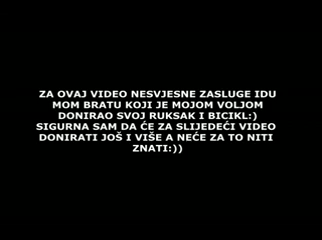 ZA OVAJ VIDEO NESVJESNE ZASLUGE IDU
MOM BRATU KOJI JE MOJOM VOLJOM
DONIRAO SVOJ RUKSAK I BICIKL:)
SIGURNA SAM DA ĆE ZA SLIJEDEĆI VIDEO
DONIRATI JOŠ I VIŠE A NEĆE ZA TO NITI
ZNATI:))